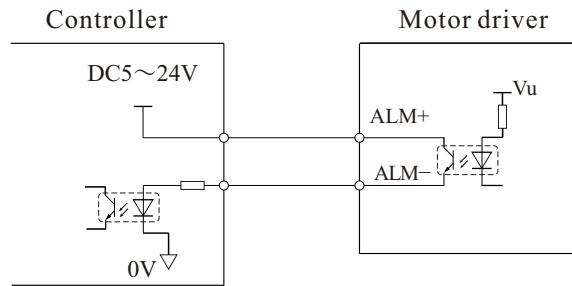 Controller
Motor driver
DC5～24V
Vu
ALM+
ALM−
0V